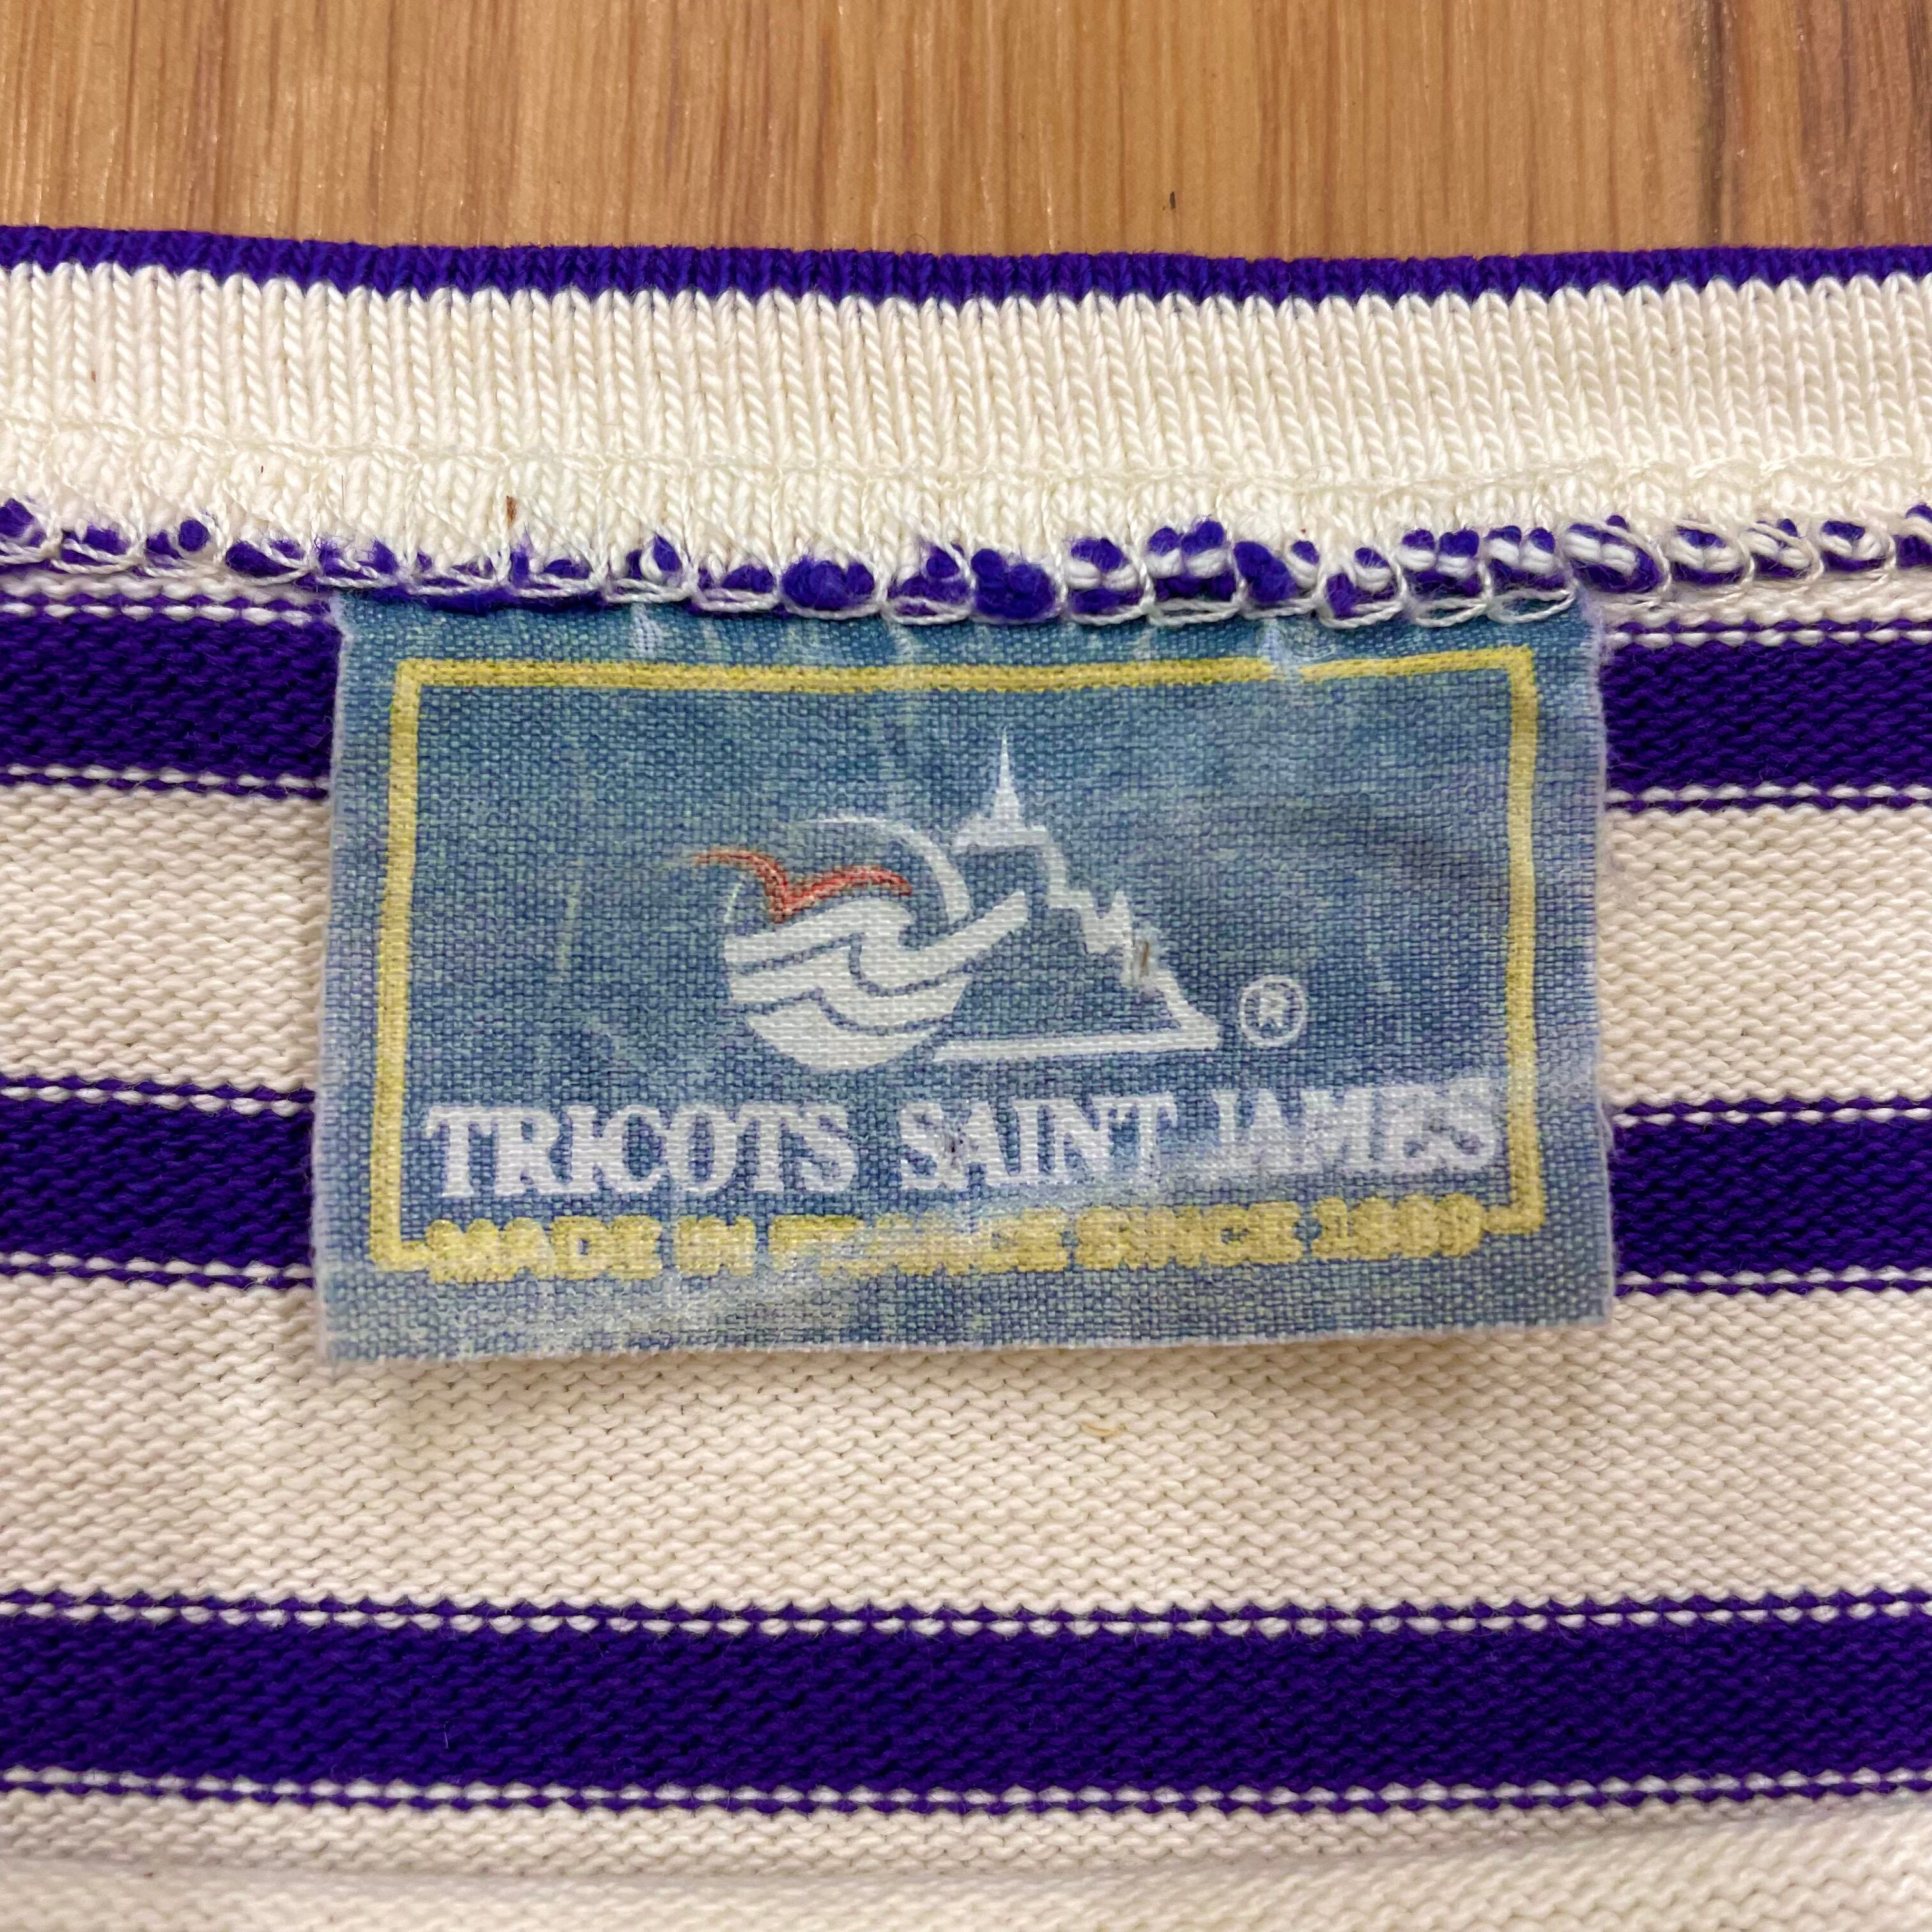 ®
TRICOTS SAINT JAMES
MADE IN FRANCE SINCE 1889